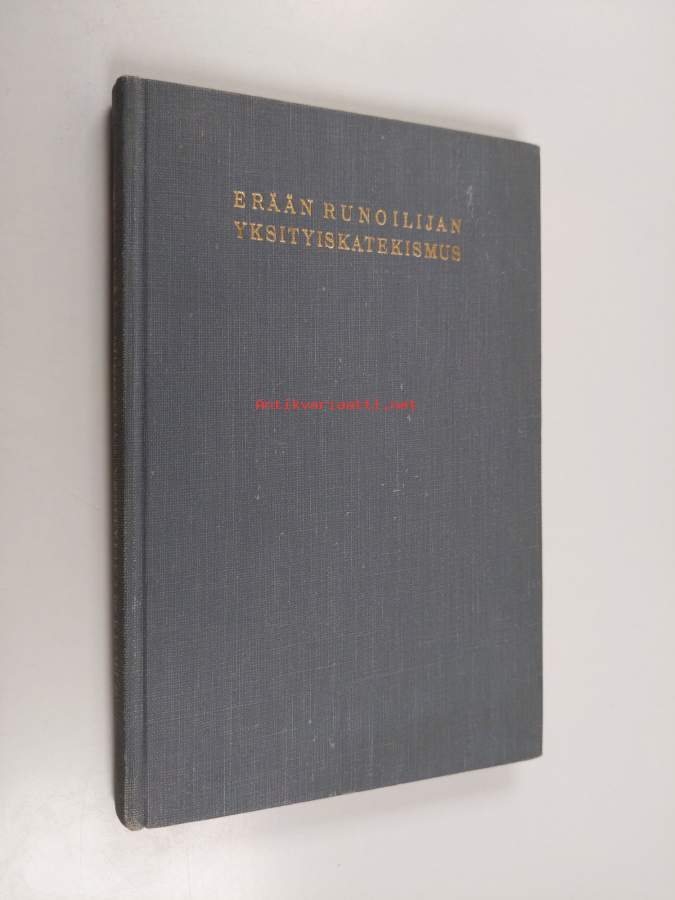 ERÄÄN RUNOILIJAN
YKSITYISKATEKISMUS
Antikvariaatti.net